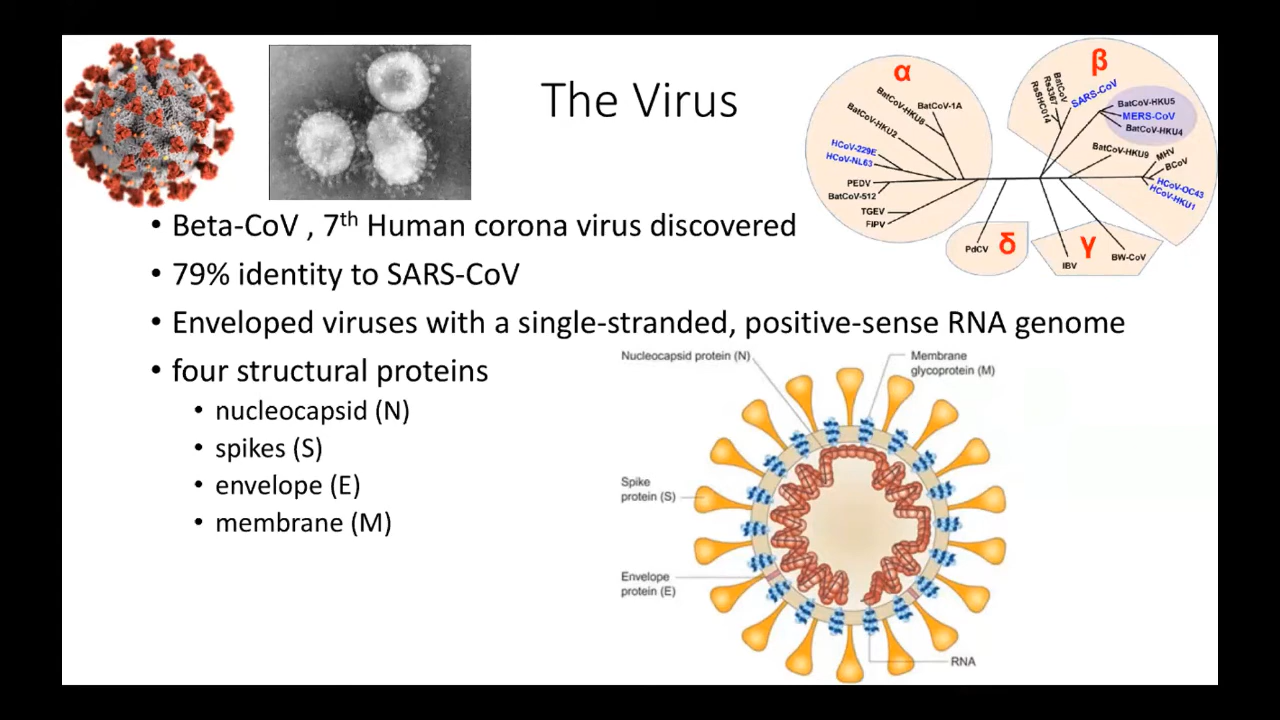 The Virus
• Beta-CoV , 7th Human corona virus discovered
• 79% identity to SARS-CoV
• Enveloped viruses with a single-stranded, positive-sense RNA genome
• four structural proteins
• nucleocapsid (N)
• spikes (S)
• envelope (E)
• membrane (M)
α
BatCoV-1A
BatCoV-HKU8
BatCoV-HKU2
HCoV-229E
HCoV-NL63
PEDV
BatCoV-512
TGEV
FIPV
β
BatCoV
Rs3367
RsSHC014
SARS-CoV
BatCoV-HKU5
MERS-CoV
BatCoV-HKU4
BatCoV-HKU9
MHV
BCoV
HCoV-OC43
HCoV-HKU1
PdCV
δ
γ
IBV
BW-CoV
Nucleocapsid protein (N)
Membrane
glycoprotein (M)
Spike
protein (S)
Envelope
protein (E)
RNA